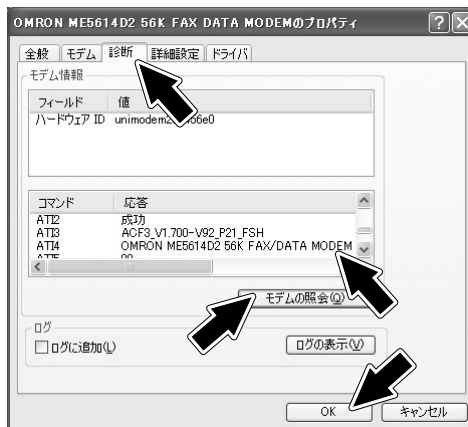 OMRON ME5614D2 56K FAX DATA MODEMのプロパティ
全般 モデム 診断 詳細設定 ドライバ
モデム情報
フィールド 値
ハードウェア ID
コマンド 応答
ATI2 成功
ATI3 ACF3_V1.700-V92_P21_FSH
ATI4 OMRON ME5614D2 56K FAX/DATA MODEM
モデムの照会(Q)
ログ
ログに追加(L) ログの表示(V)
OK キャンセル